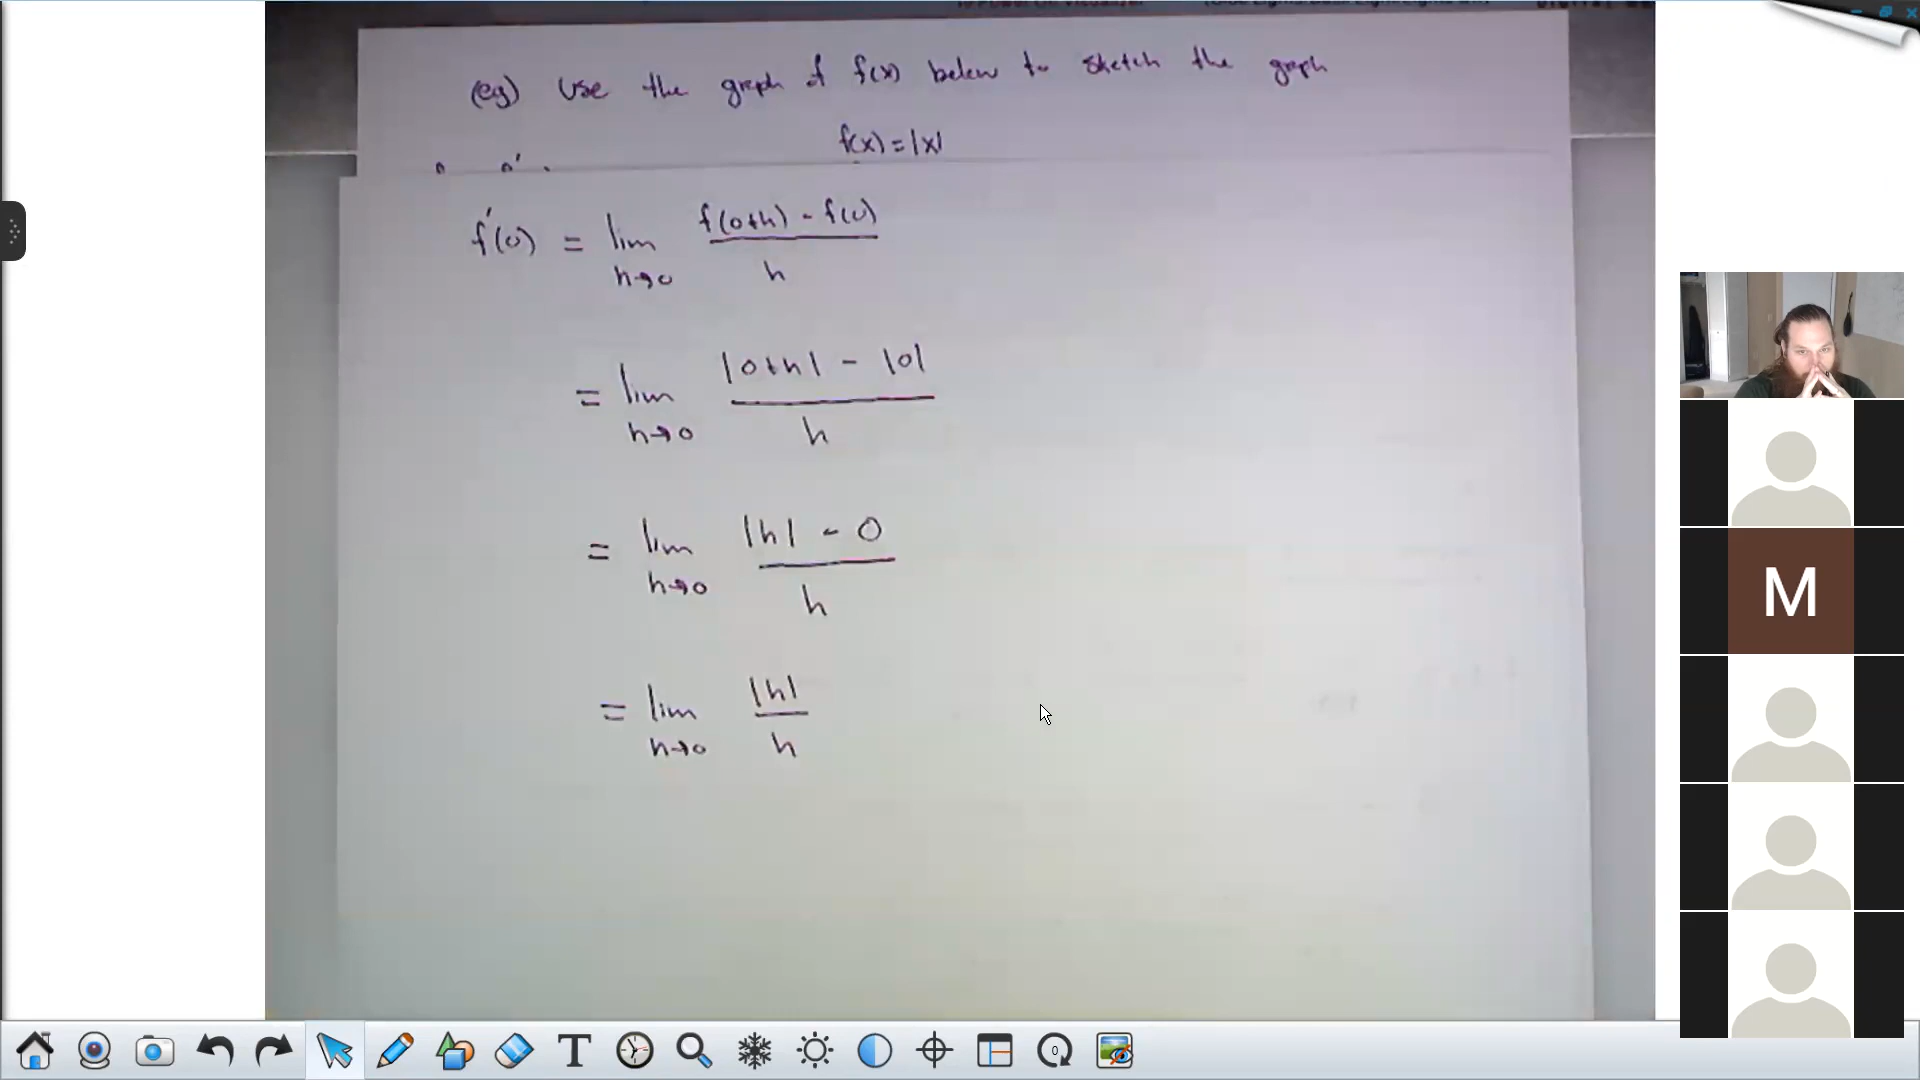 (eg) Use the graph of f(x) below to sketch the graph
f(x) = |x|
f'(0) = lim h→0 f(0+h) - f(0) / h
= lim h→0 |0+h| - |0| / h
= lim h→0 |h| - 0 / h
= lim h→0 |h| / h
M
T
0